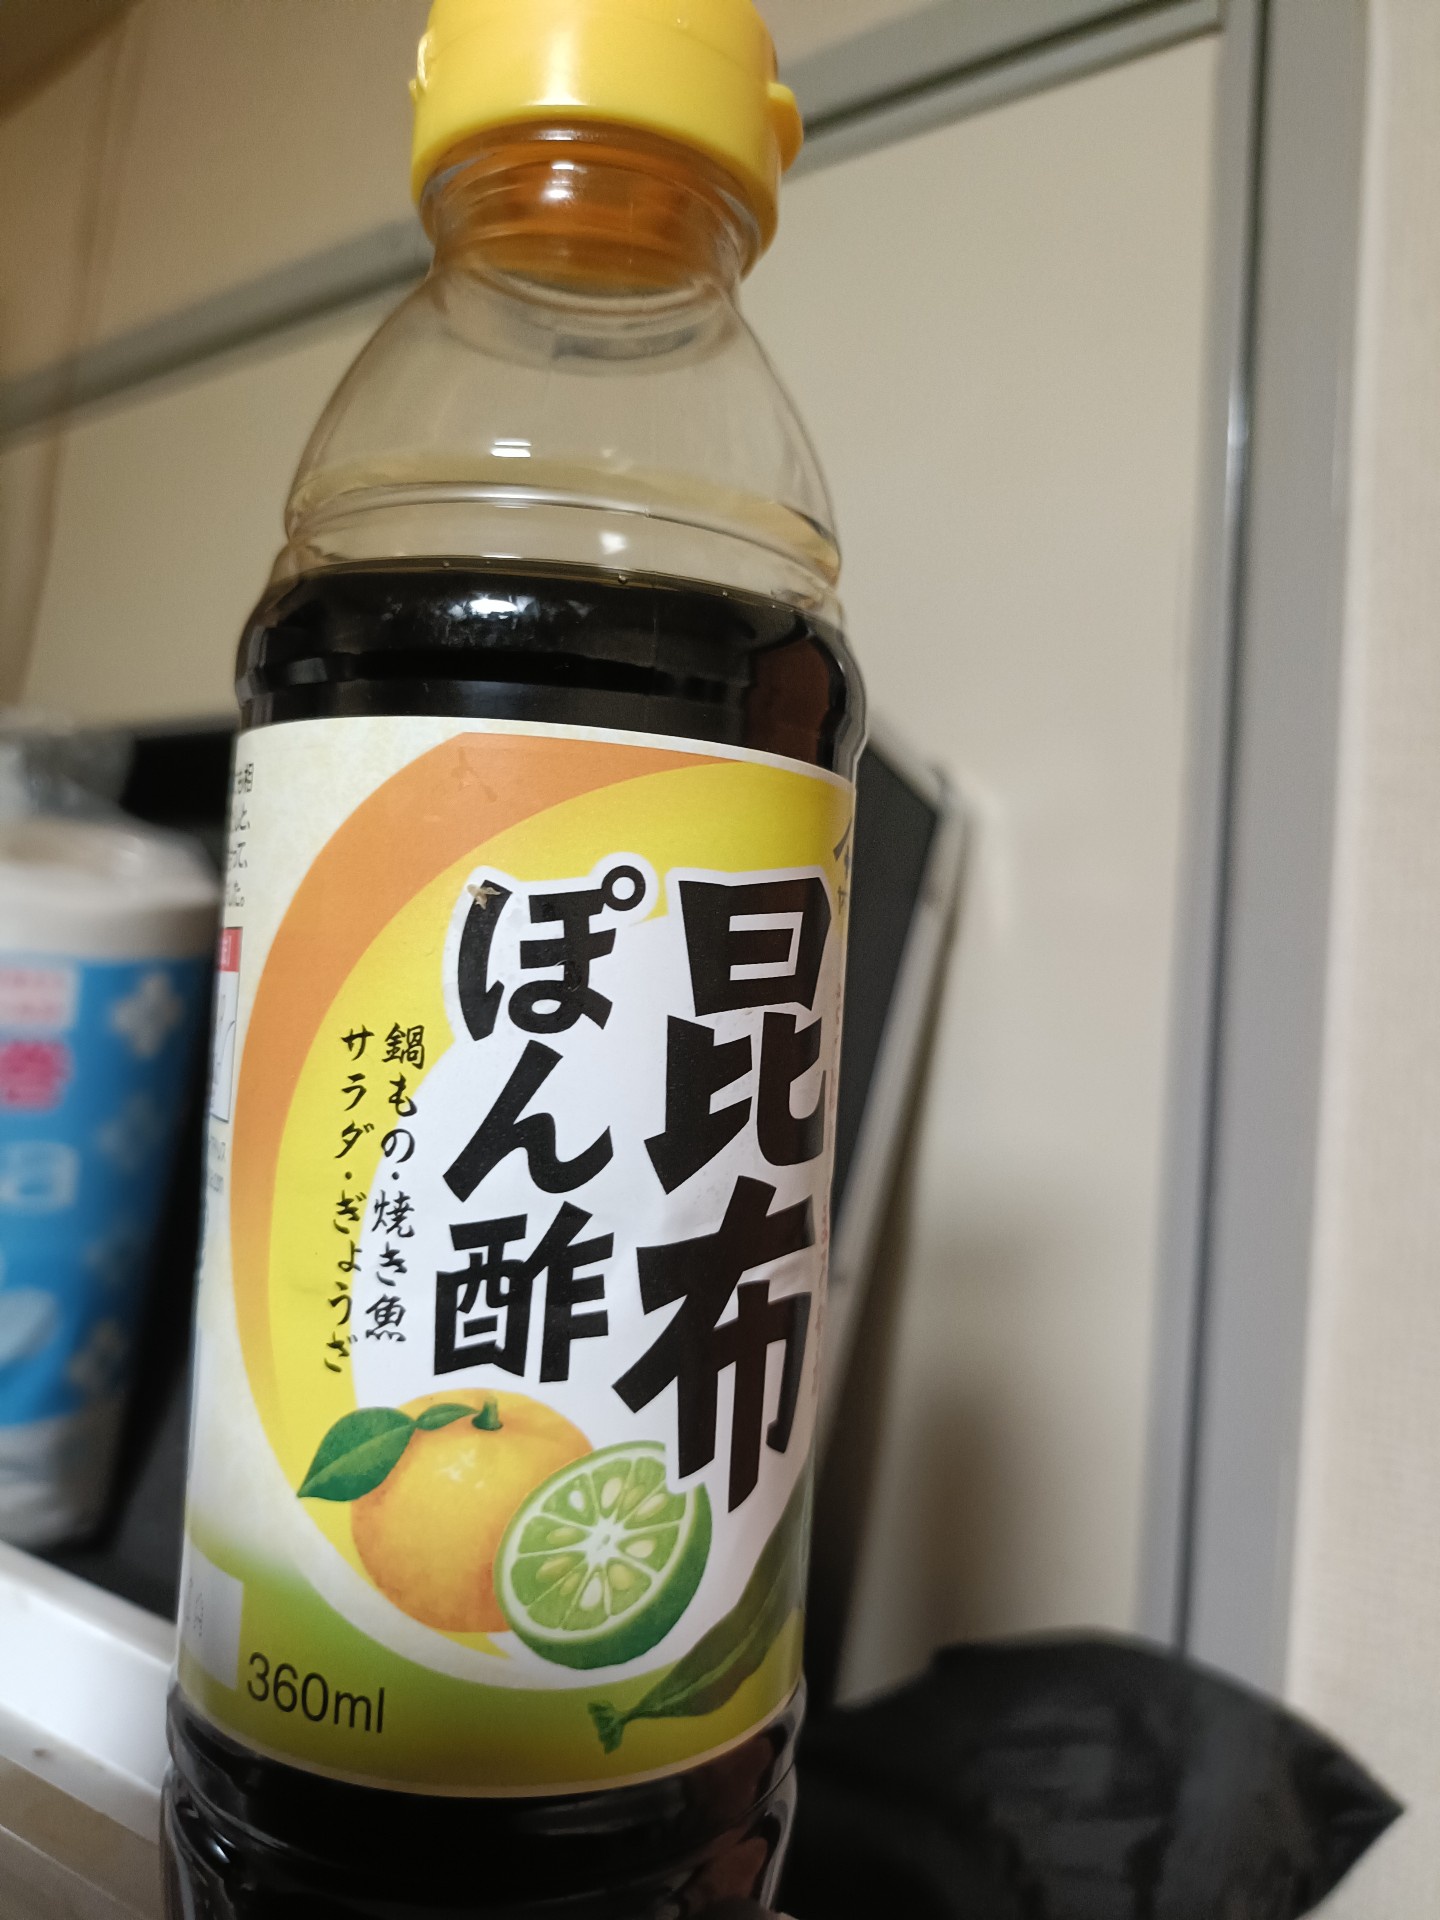 昆布
ぽん酢
鍋もの・焼き魚
サラダ・ぎょうざ
360ml